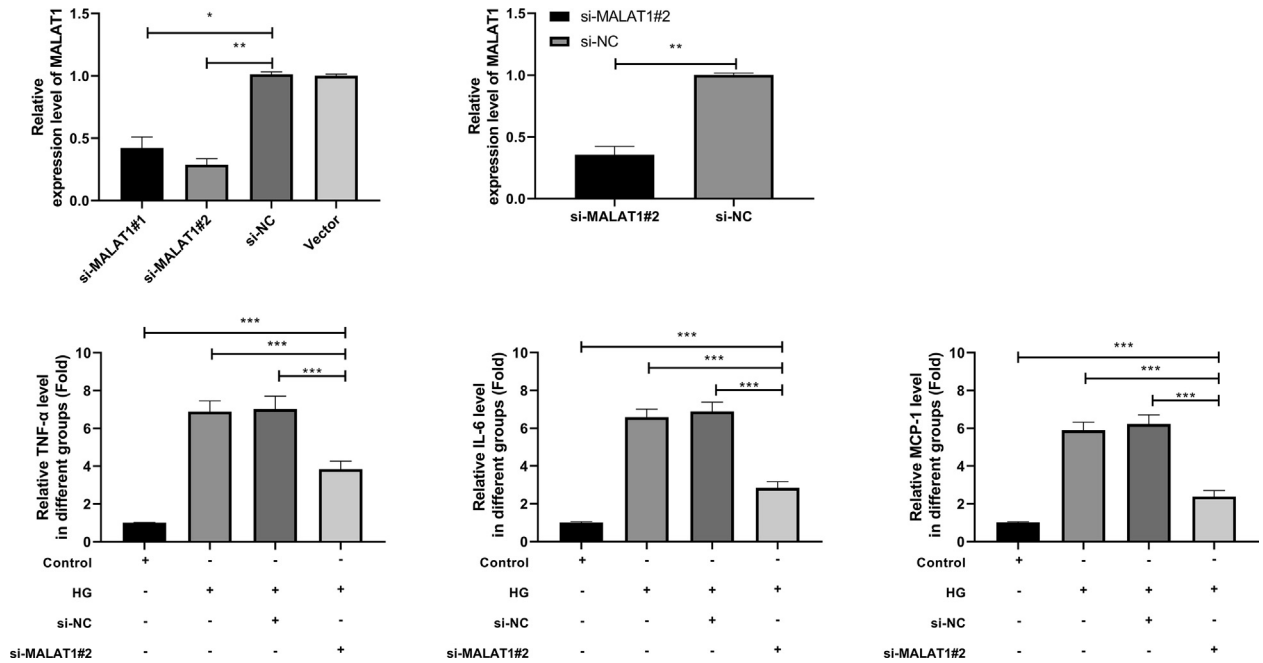 Relative
expression level of MALAT1
1.5
1.0
0.5
0.0
*
**
si-MALAT1#1
si-MALAT1#2
si-NC
Vector
Relative
expression level of MALAT1
1.5
1.0
0.5
0.0
si-MALAT1#2
si-NC
**
si-MALAT1#2
si-NC
Relative TNF-α level
in different groups (Fold)
10
8
6
4
2
0
***
***
***
Control + - - -
HG - + + +
si-NC - - + -
si-MALAT1#2 - - - +
Relative IL-6 level
in different groups (Fold)
10
8
6
4
2
0
***
***
***
Control + - - -
HG - + + +
si-NC - - + -
si-MALAT1#2 - - - +
Relative MCP-1 level
in different groups (Fold)
10
8
6
4
2
0
***
***
***
Control + - - -
HG - + + +
si-NC - - + -
si-MALAT1#2 - - - +